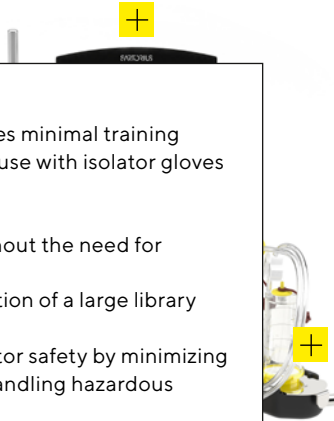 es minimal training
use with isolator gloves
out the need for
tion of a large library
tor safety by minimizing
andling hazardous